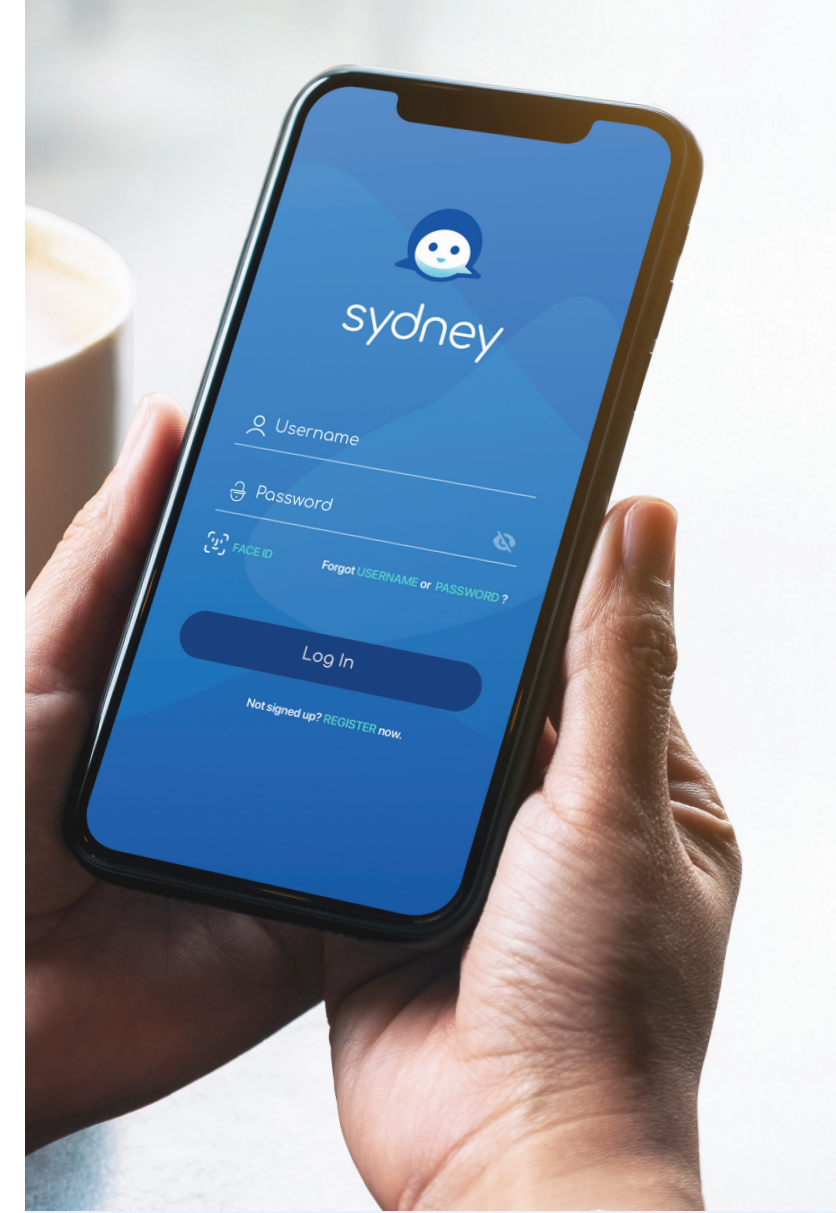 sydney
Username
Password
FACE ID
Forgot USERNAME or PASSWORD ?
Log In
Not signed up? REGISTER now.